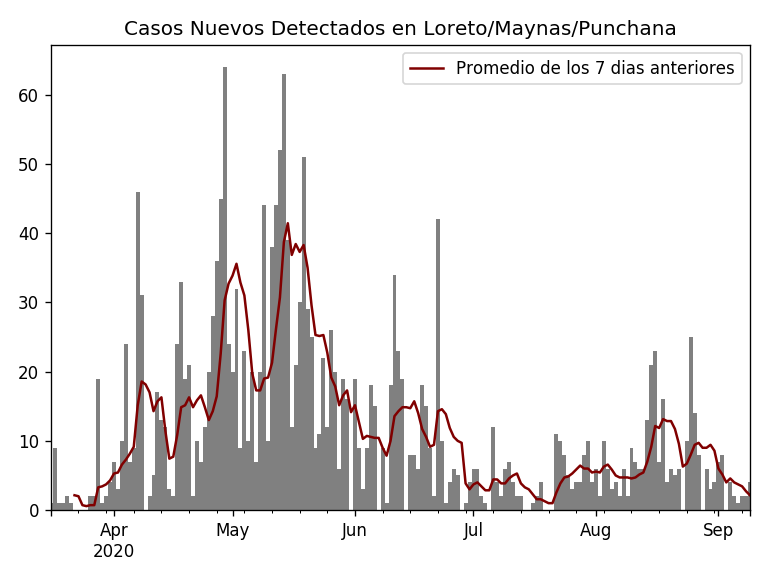 Casos Nuevos Detectados en Loreto/Maynas/Punchana
Promedio de los 7 dias anteriores
60
50
40
30
20
10
0
Apr May Jun Jul Aug Sep
2020